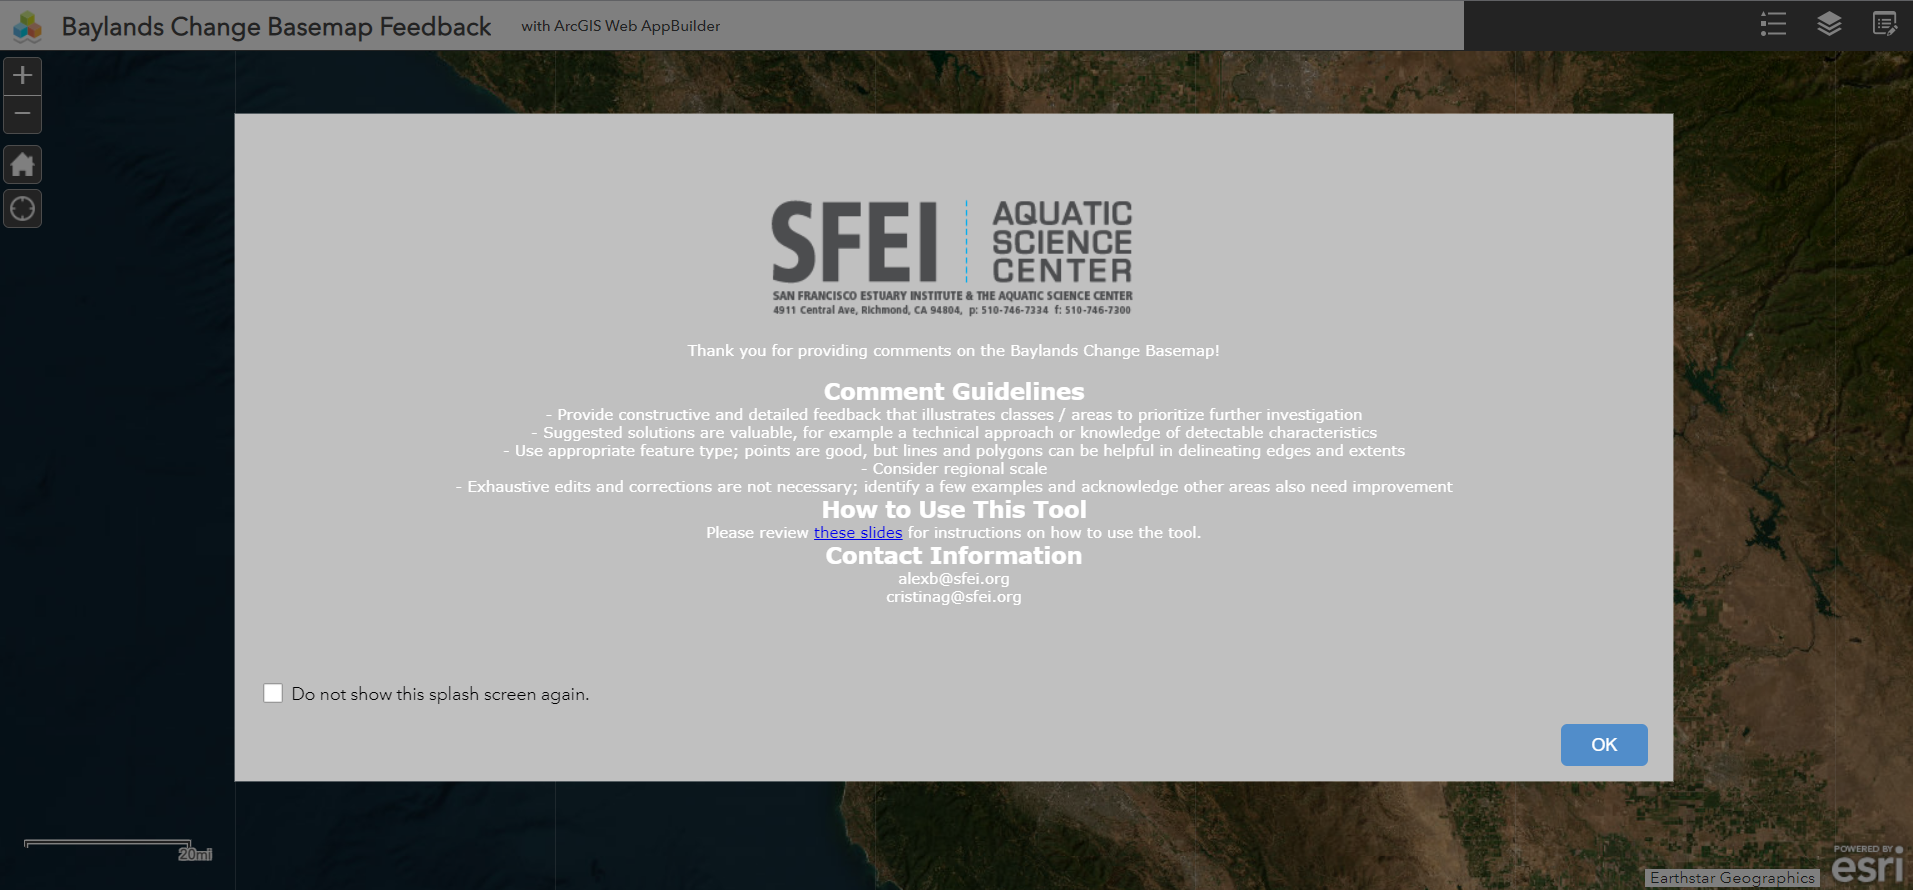 Baylands Change Basemap Feedback
with ArcGIS Web AppBuilder
SFEI
AQUATIC
SCIENCE
CENTER
SAN FRANCISCO ESTUARY INSTITUTE & THE AQUATIC SCIENCE CENTER
4911 Central Ave, Richmond, CA 94804, p: 510-746-7334 f: 510-746-7300
Thank you for providing comments on the Baylands Change Basemap!
Comment Guidelines
- Provide constructive and detailed feedback that illustrates classes / areas to prioritize further investigation
- Suggested solutions are valuable, for example a technical approach or knowledge of detectable characteristics
- Use appropriate feature type; points are good, but lines and polygons can be helpful in delineating edges and extents
- Consider regional scale
- Exhaustive edits and corrections are not necessary; identify a few examples and acknowledge other areas also need improvement
How to Use This Tool
Please review these slides for instructions on how to use the tool.
Contact Information
alexb@sfei.org
cristinag@sfei.org
Do not show this splash screen again.
OK
20mi
POWERED BY
esri
Earthstar Geographics